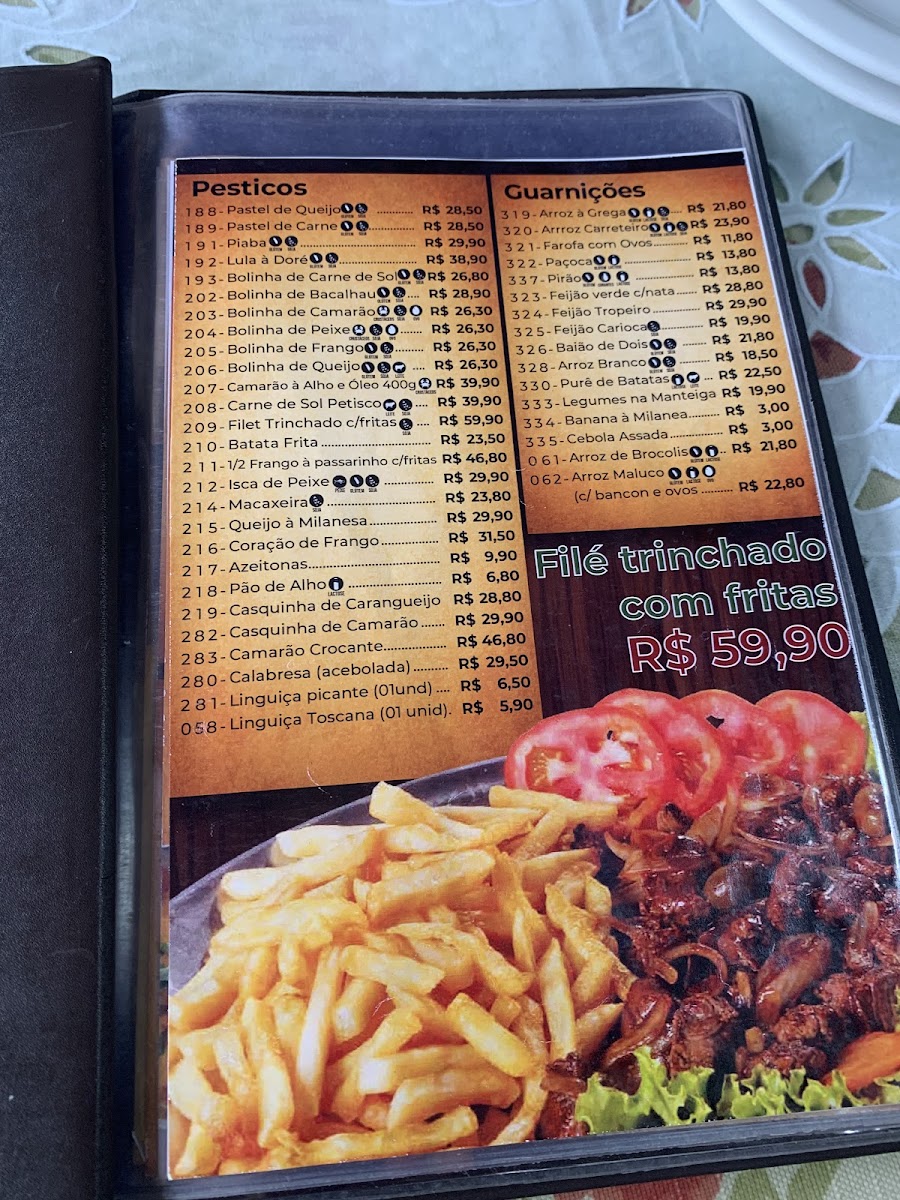 Pesticos
188- Pastel de Queijo ............ R$ 28,50
189- Pastel de Carne .... R$ 28,50
191- Piaba ................ R$ 29,90
192- Lula à Doré ............ R$ 38,90
193- Bolinha de Carne de Sol R$ 26,80
202- Bolinha de Bacalhau .... R$ 28,90
203- Bolinha de Camarão R$ 26,30
204- Bolinha de Peixe ...... R$ 26,30
205- Bolinha de Frango ......... R$ 26,30
206- Bolinha de Queijo .... R$ 26,30
207- Camarão à Alho e Óleo 400g R$ 39,90
208- Carne de Sol Petisco .... R$ 39,90
209- Filet Trinchado c/fritas .... R$ 59,90
210- Batata Frita .......... R$ 23,50
211- 1/2 Frango à passarinho c/fritas R$ 46,80
212- Isca de Peixe ............ R$ 29,90
214- Macaxeira ............ R$ 23,80
215- Queijo à Milanesa ................ R$ 29,90
216- Coração de Frango ............. R$ 31,50
217- Azeitonas ............................. R$ 9,90
218- Pão de Alho ...................... R$ 6,80
219- Casquinha de Carangueijo R$ 28,80
282- Casquinha de Camarão ...... R$ 29,90
283- Camarão Crocante ............... R$ 46,80
280- Calabresa (acebolada) ......... R$ 29,50
281- Linguiça picante (01und) .... R$ 6,50
058- Linguiça Toscana (01 unid). R$ 5,90
Guarnições
319- Arroz à Grega .... R$ 21,80
320- Arrroz Carreteiro R$ 23,90
321- Farofa com Ovos ......... R$ 11,80
322- Paçoca ............ R$ 13,80
337- Pirão ............ R$ 13,80
323- Feijão verde c/nata ..... R$ 28,80
324- Feijão Tropeiro ............ R$ 29,90
325- Feijão Carioca .......... R$ 19,90
326- Baião de Dois ........ R$ 21,80
328- Arroz Branco ........ R$ 18,50
330- Purê de Batatas ... R$ 22,50
333- Legumes na Manteiga R$ 19,90
334- Banana à Milanea .......... R$ 3,00
335- Cebola Assada ................ R$ 3,00
061- Arroz de Brocolis .. R$ 21,80
062- Arroz Maluco
(c/ bancon e ovos .......... R$ 22,80
Filé trinchado
com fritas
R$ 59,90